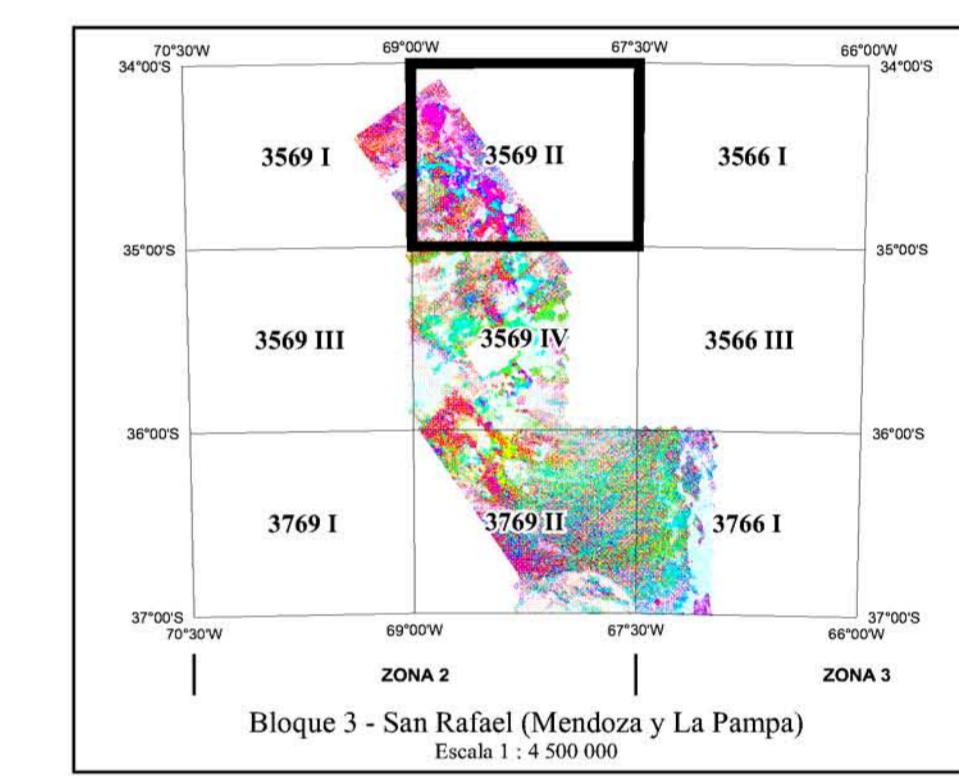 70°30'W 69°00'W 67°30'W 66°00'W
34°00'S 34°00'S
3569 I 3569 II 3566 I
35°00'S 35°00'S
3569 III 3569 IV 3566 III
36°00'S 36°00'S
3769 I 3769 II 3766 I
37°00'S 37°00'S
70°30'W 69°00'W 67°30'W 66°00'W
ZONA 2 ZONA 3
Bloque 3 - San Rafael (Mendoza y La Pampa)
Escala 1 : 4 500 000